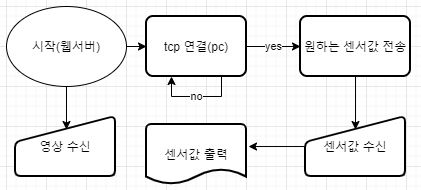 시작(웹서버)
tcp 연결(pc)
yes
원하는 센서값 전송
no
영상 수신
센서값 출력
센서값 수신